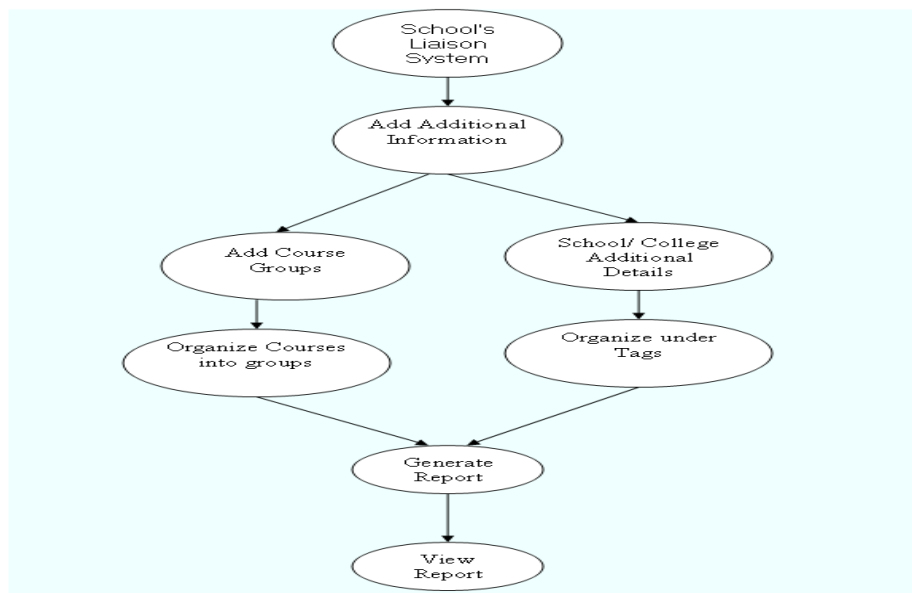 School's
Liaison
System
Add Additional
Information
Add Course
Groups
School/ College
Additional
Details
Organize Courses
into groups
Organize under
Tags
Generate
Report
View
Report